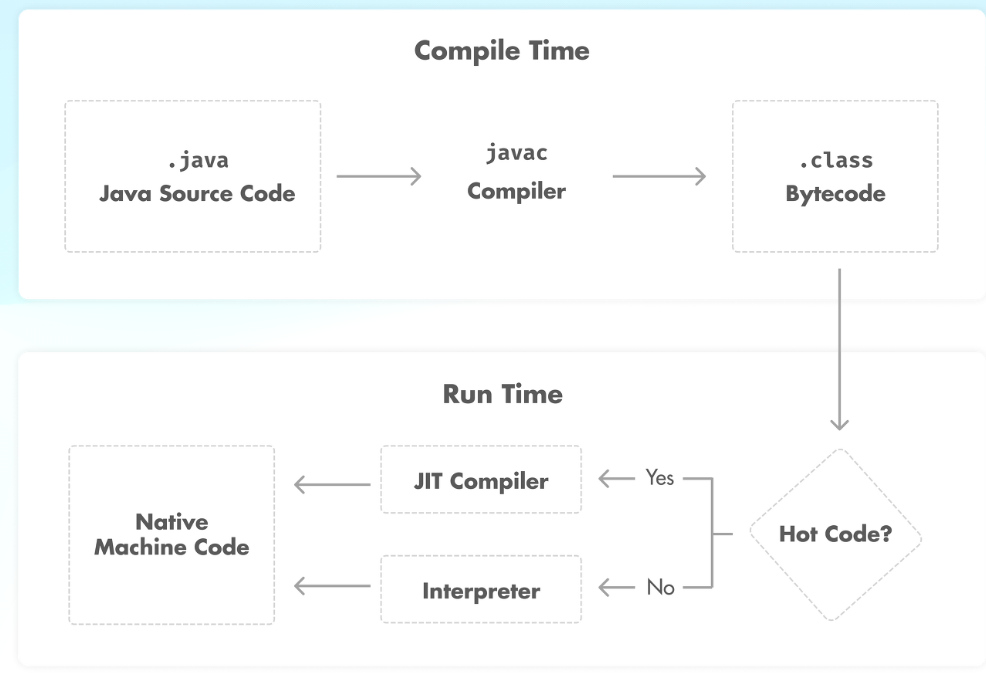 Compile Time
.java
Java Source Code
javac
Compiler
.class
Bytecode
Run Time
Native
Machine Code
JIT Compiler
Interpreter
Yes
No
Hot Code?